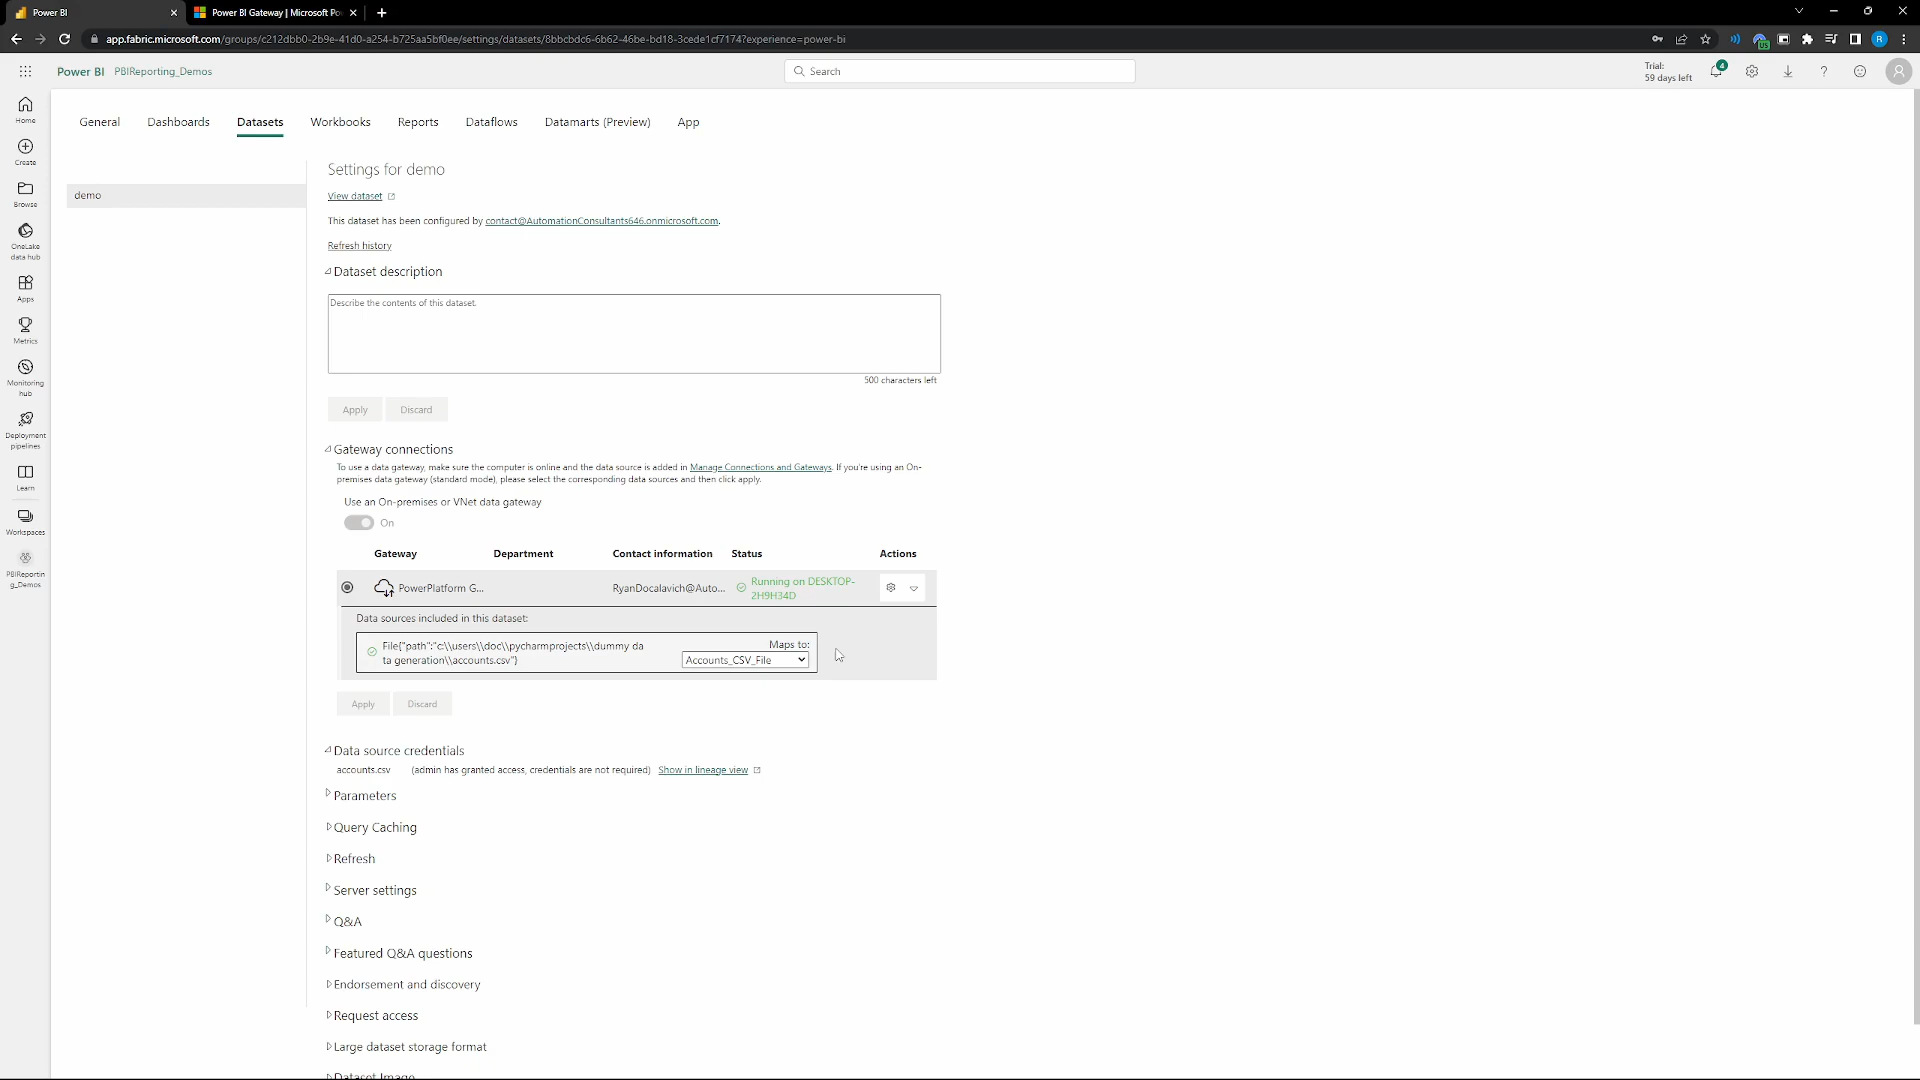 Power BI
Power BI Gateway | Microsoft Po
app.fabric.microsoft.com/groups/c212dbb0-2b9e-41d0-a254-b725aa5bf0ee/settings/datasets/8bbcbdc6-6b62-46be-bd18-3cede1cf7174?experience=power-bi
US
R
Power BI PBIReporting_Demos
Search
Trial:
59 days left
4
Home
Create
Browse
OneLake
data hub
Apps
Metrics
Monitoring
hub
Deployment
pipelines
Learn
Workspaces
PBIReportin
g_Demos
General Dashboards Datasets Workbooks Reports Dataflows Datamarts (Preview) App
demo
Settings for demo
View dataset
This dataset has been configured by contact@AutomationConsultants646.onmicrosoft.com.
Refresh history
Dataset description
Describe the contents of this dataset.
500 characters left
Apply Discard
Gateway connections
To use a data gateway, make sure the computer is online and the data source is added in Manage Connections and Gateways. If you're using an On-
premises data gateway (standard mode), please select the corresponding data sources and then click apply.
Use an On-premises or VNet data gateway
On
Gateway Department Contact information Status Actions
PowerPlatform G... RyanDocalavich@Auto... Running on DESKTOP-
2H9H34D
Data sources included in this dataset:
File{"path":"c:\\users\\doc\\pycharmprojects\\dummy da
ta generation\\accounts.csv"}
Maps to:
Accounts_CSV_File
Apply Discard
Data source credentials
accounts.csv (admin has granted access, credentials are not required) Show in lineage view
Parameters
Query Caching
Refresh
Server settings
Q&A
Featured Q&A questions
Endorsement and discovery
Request access
Large dataset storage format
Dataset Image